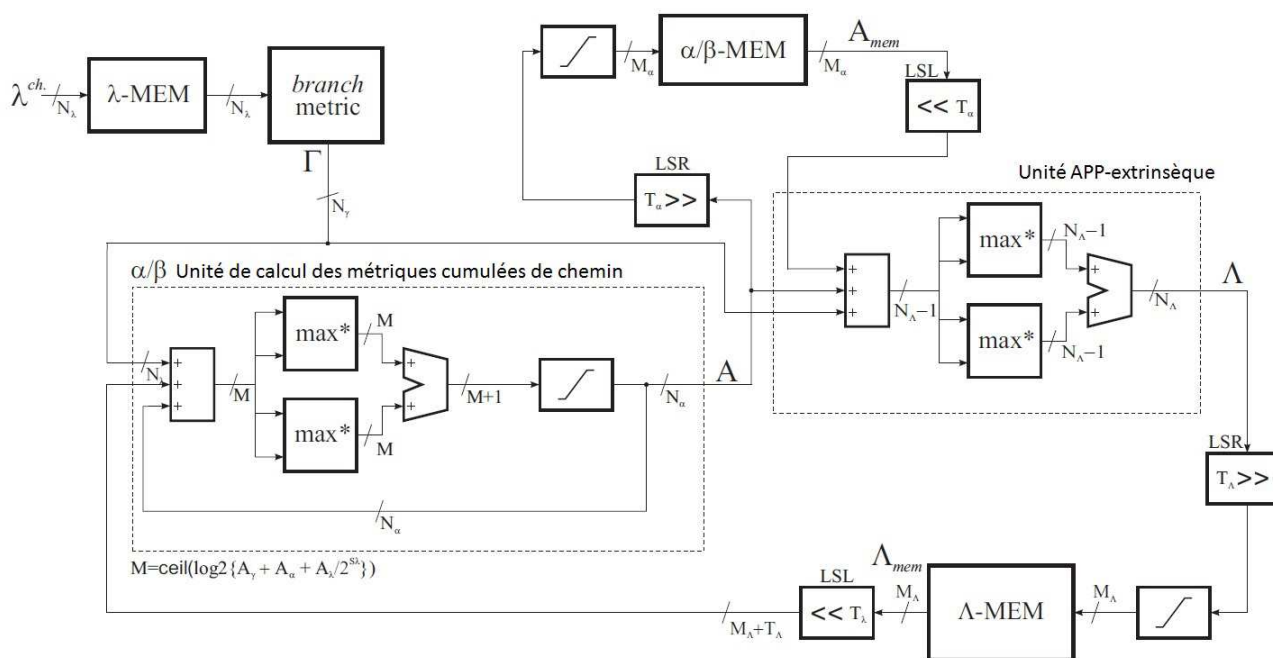 λ^ch.
N_λ
λ-MEM
N_λ
branch
metric
Γ
N_γ
M_α
α/β-MEM
M_α
A_mem
LSL
<< T_α
LSR
T_α >>
Unité APP-extrinsèque
+
+
+
N_Λ−1
max*
N_Λ−1
max*
N_Λ−1
+
+
N_Λ
Λ
α/β Unité de calcul des métriques cumulées de chemin
N_λ
+
+
+
M
max*
M
max*
M
+
+
M+1
N_α
A
N_α
M=ceil(log2{A_γ + A_α + A_λ/2^sλ})
LSR
T_Λ >>
M_Λ
Λ-MEM
M_Λ
Λ_mem
LSL
<< T_λ
M_Λ+T_Λ